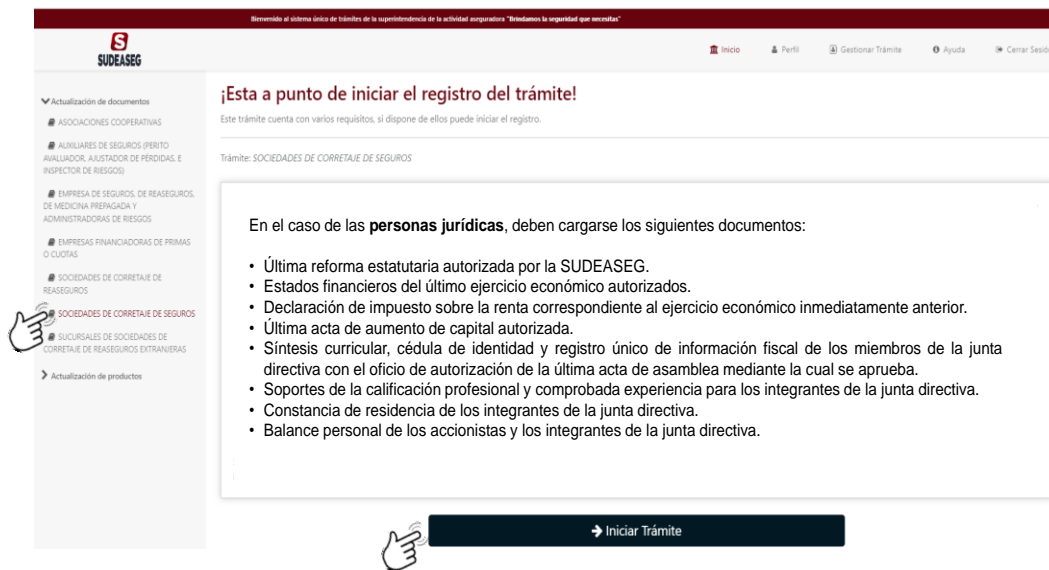 Bienvenido al sistema único de trámites de la superintendencia de la actividad aseguradora "Brindamos la seguridad que necesitas"
S
SUDEASEG
Inicio
Perfil
Gestionar Trámite
Ayuda
Cerrar Sesión
Actualización de documentos
ASOCIACIONES COOPERATIVAS
AUXILIARES DE SEGUROS (PERITO
AVALUADOR, AJUSTADOR DE PÉRDIDAS, E
INSPECTOR DE RIESGOS)
EMPRESA DE SEGUROS, DE REASEGUROS,
DE MEDICINA PREPAGADA Y
ADMINISTRADORAS DE RIESGOS
EMPRESAS FINANCIADORAS DE PRIMAS
O CUOTAS
SOCIEDADES DE CORRETAJE DE
REASEGUROS
SOCIEDADES DE CORRETAJE DE SEGUROS
SUCURSALES DE SOCIEDADES DE
CORRETAJE DE REASEGUROS EXTRANJERAS
Actualización de productos
¡Esta a punto de iniciar el registro del trámite!
Este trámite cuenta con varios requisitos, si dispone de ellos puede iniciar el registro.
Trámite: SOCIEDADES DE CORRETAJE DE SEGUROS
En el caso de las personas jurídicas, deben cargarse los siguientes documentos:
• Última reforma estatutaria autorizada por la SUDEASEG.
• Estados financieros del último ejercicio económico autorizados.
• Declaración de impuesto sobre la renta correspondiente al ejercicio económico inmediatamente anterior.
• Última acta de aumento de capital autorizada.
• Síntesis curricular, cédula de identidad y registro único de información fiscal de los miembros de la junta
directiva con el oficio de autorización de la última acta de asamblea mediante la cual se aprueba.
• Soportes de la calificación profesional y comprobada experiencia para los integrantes de la junta directiva.
• Constancia de residencia de los integrantes de la junta directiva.
• Balance personal de los accionistas y los integrantes de la junta directiva.
Iniciar Trámite